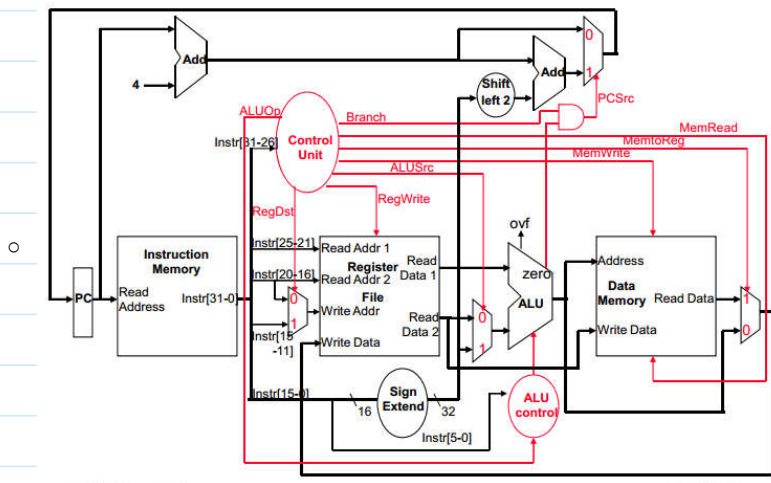 Add
4
0
1
Add
Shift
left 2
PCSrc
ALUOp
Branch
MemRead
Instr[31-26]
Control
Unit
MemtoReg
MemWrite
ALUSrc
RegWrite
RegDst
ovf
Instruction
Memory
PC
Read
Address
Instr[31-0]
Instr[25-21]
Instr[20-16]
0
1
Instr[15
-11]
Read Addr 1
Register
Read Addr 2
File
Write Addr
Write Data
Read
Data 1
Read
Data 2
0
1
zero
ALU
Address
Data
Memory
Read Data
Write Data
1
0
Instr[15-0]
16
Sign
Extend
32
Instr[5-0]
ALU
control